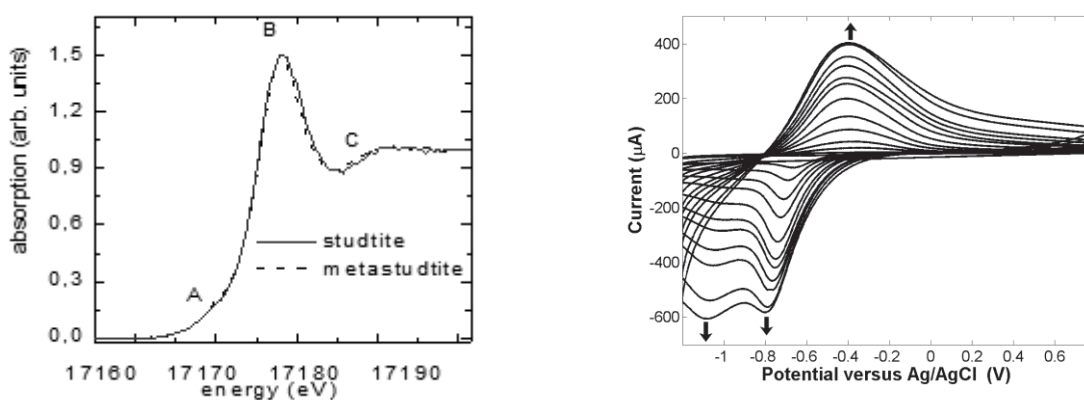 B
1.5
1.2
C
0.9
0.6
studtite
metastudtite
0.3
A
0.0
17160 17170 17180 17190
energy (eV)
absorption (arb. units)
400
200
0
-200
-400
-600
-1 -0.8 -0.6 -0.4 -0.2 0 0.2 0.4 0.6
Potential versus Ag/AgCl (V)
Current (μA)